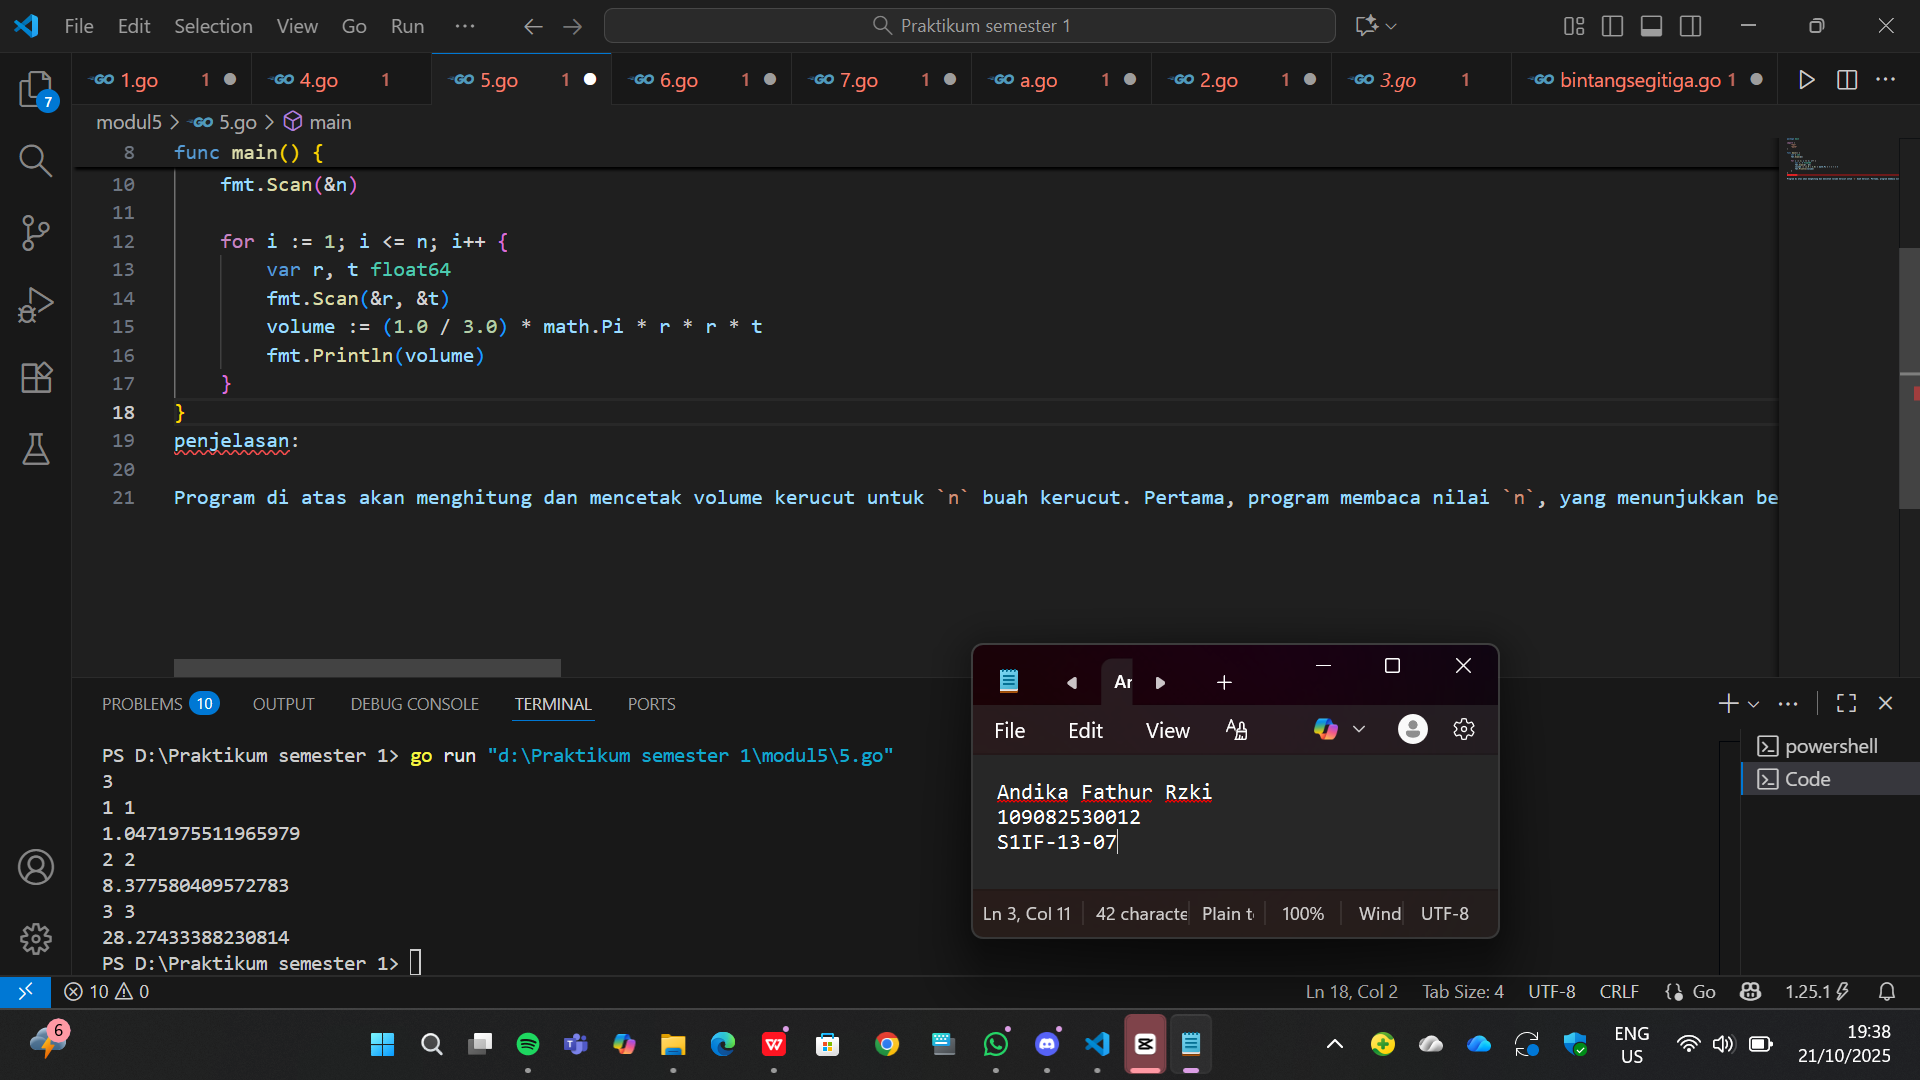 File Edit Selection View Go Run ··· Praktikum semester 1
1.go 1 4.go 1 5.go 1 6.go 1 7.go 1 a.go 1 2.go 1 3.go 1 bintangsegitiga.go 1
modul5 > 5.go > main
8 func main() {
10 fmt.Scan(&n)
11
12 for i := 1; i <= n; i++ {
13 var r, t float64
14 fmt.Scan(&r, &t)
15 volume := (1.0 / 3.0) * math.Pi * r * r * t
16 fmt.Println(volume)
17 }
18 }
19 penjelasan:
20
21 Program di atas akan menghitung dan mencetak volume kerucut untuk `n` buah kerucut. Pertama, program membaca nilai `n`, yang menunjukkan be
PROBLEMS 10 OUTPUT DEBUG CONSOLE TERMINAL PORTS
PS D:\Praktikum semester 1> go run "d:\Praktikum semester 1\modul5\5.go"
3
1 1
1.0471975511965979
2 2
8.377580409572783
3 3
28.27433388230814
PS D:\Praktikum semester 1>
powershell
Code
Ar
File Edit View
Andika Fathur Rzki
109082530012
S1IF-13-07
Ln 3, Col 11 42 characte Plain t 100% Wind UTF-8
10 0 Ln 18, Col 2 Tab Size: 4 UTF-8 CRLF Go 1.25.1
7
6
ENG
US
19:38
21/10/2025